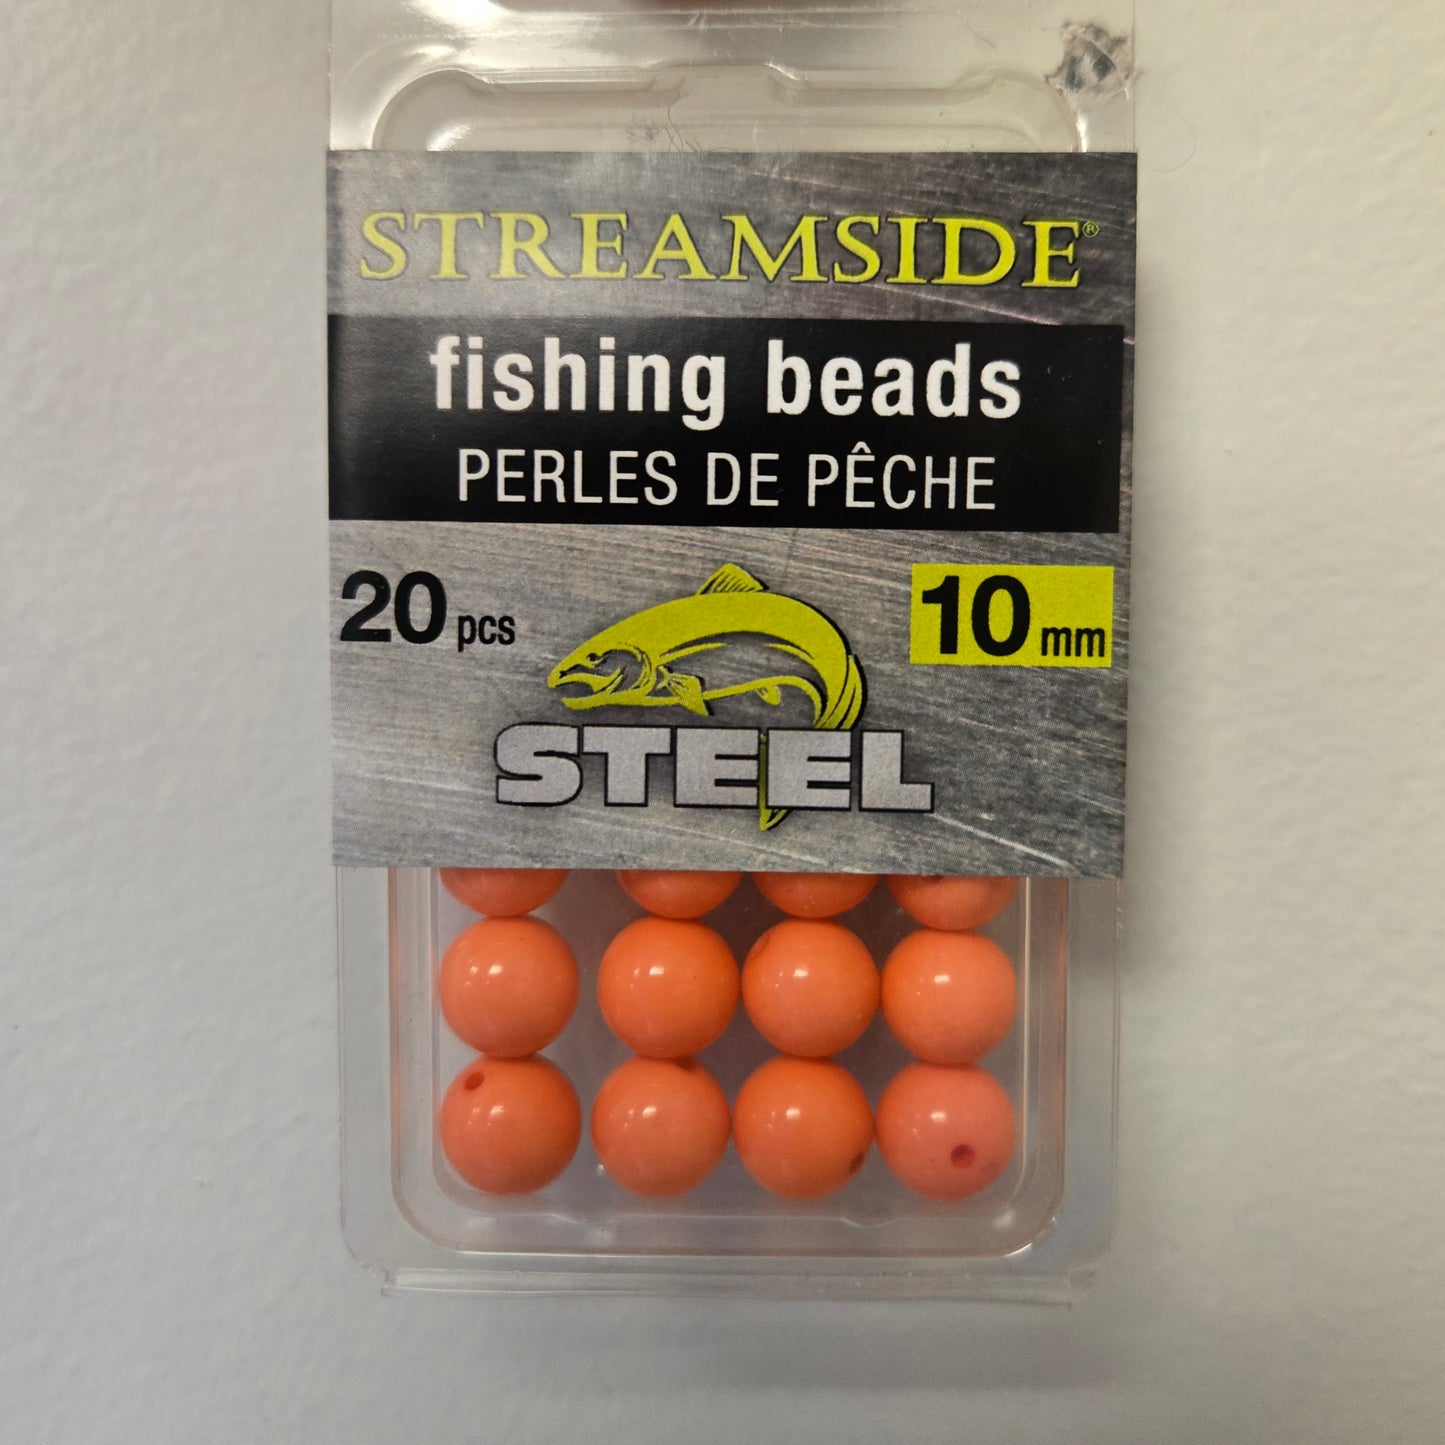 STREAMSIDE®
fishing beads
PERLES DE PÊCHE
20 pcs
10 mm
STEEL